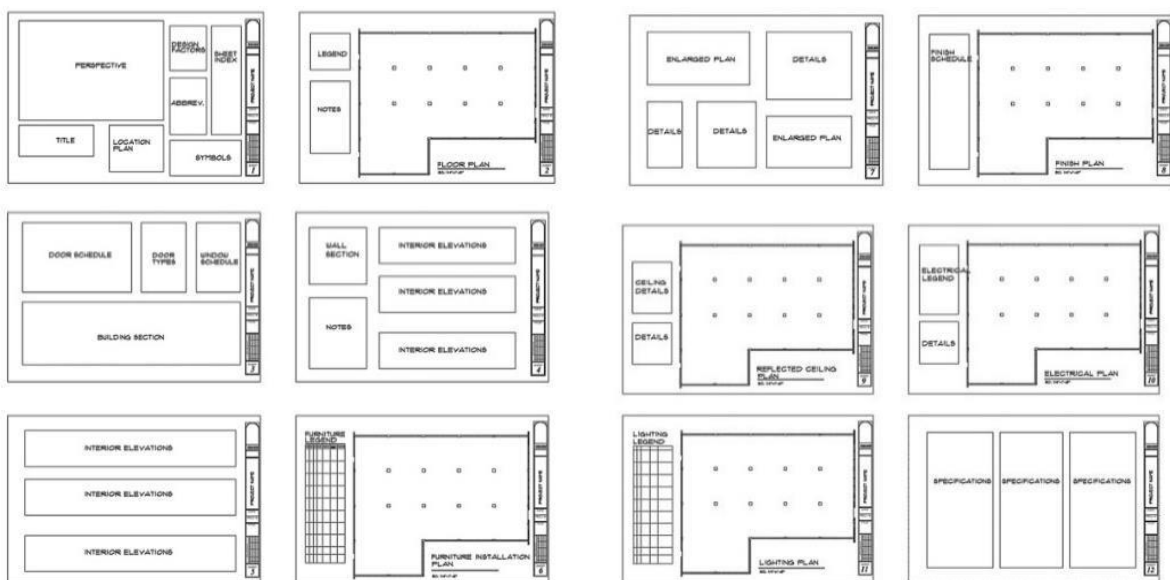 PERSPECTIVE
DESIGN
FACTORS
SHEET
INDEX
ABBREV.
TITLE
LOCATION
PLAN
SYMBOLS
PROJECT NAME
1
LEGEND
NOTES
FLOOR PLAN
PROJECT NAME
2
DOOR SCHEDULE
DOOR
TYPES
WINDOW
SCHEDULE
BUILDING SECTION
PROJECT NAME
3
WALL
SECTION
NOTES
INTERIOR ELEVATIONS
INTERIOR ELEVATIONS
INTERIOR ELEVATIONS
PROJECT NAME
4
INTERIOR ELEVATIONS
INTERIOR ELEVATIONS
INTERIOR ELEVATIONS
PROJECT NAME
5
FURNITURE
LEGEND
FURNITURE INSTALLATION
PLAN
PROJECT NAME
6
ENLARGED PLAN
DETAILS
DETAILS
DETAILS
ENLARGED PLAN
PROJECT NAME
7
FINISH
SCHEDULE
FINISH PLAN
PROJECT NAME
8
CEILING
DETAILS
DETAILS
REFLECTED CEILING
PLAN
PROJECT NAME
9
ELECTRICAL
LEGEND
DETAILS
ELECTRICAL PLAN
PROJECT NAME
10
LIGHTING
LEGEND
LIGHTING PLAN
PROJECT NAME
11
SPECIFICATIONS
SPECIFICATIONS
SPECIFICATIONS
PROJECT NAME
12